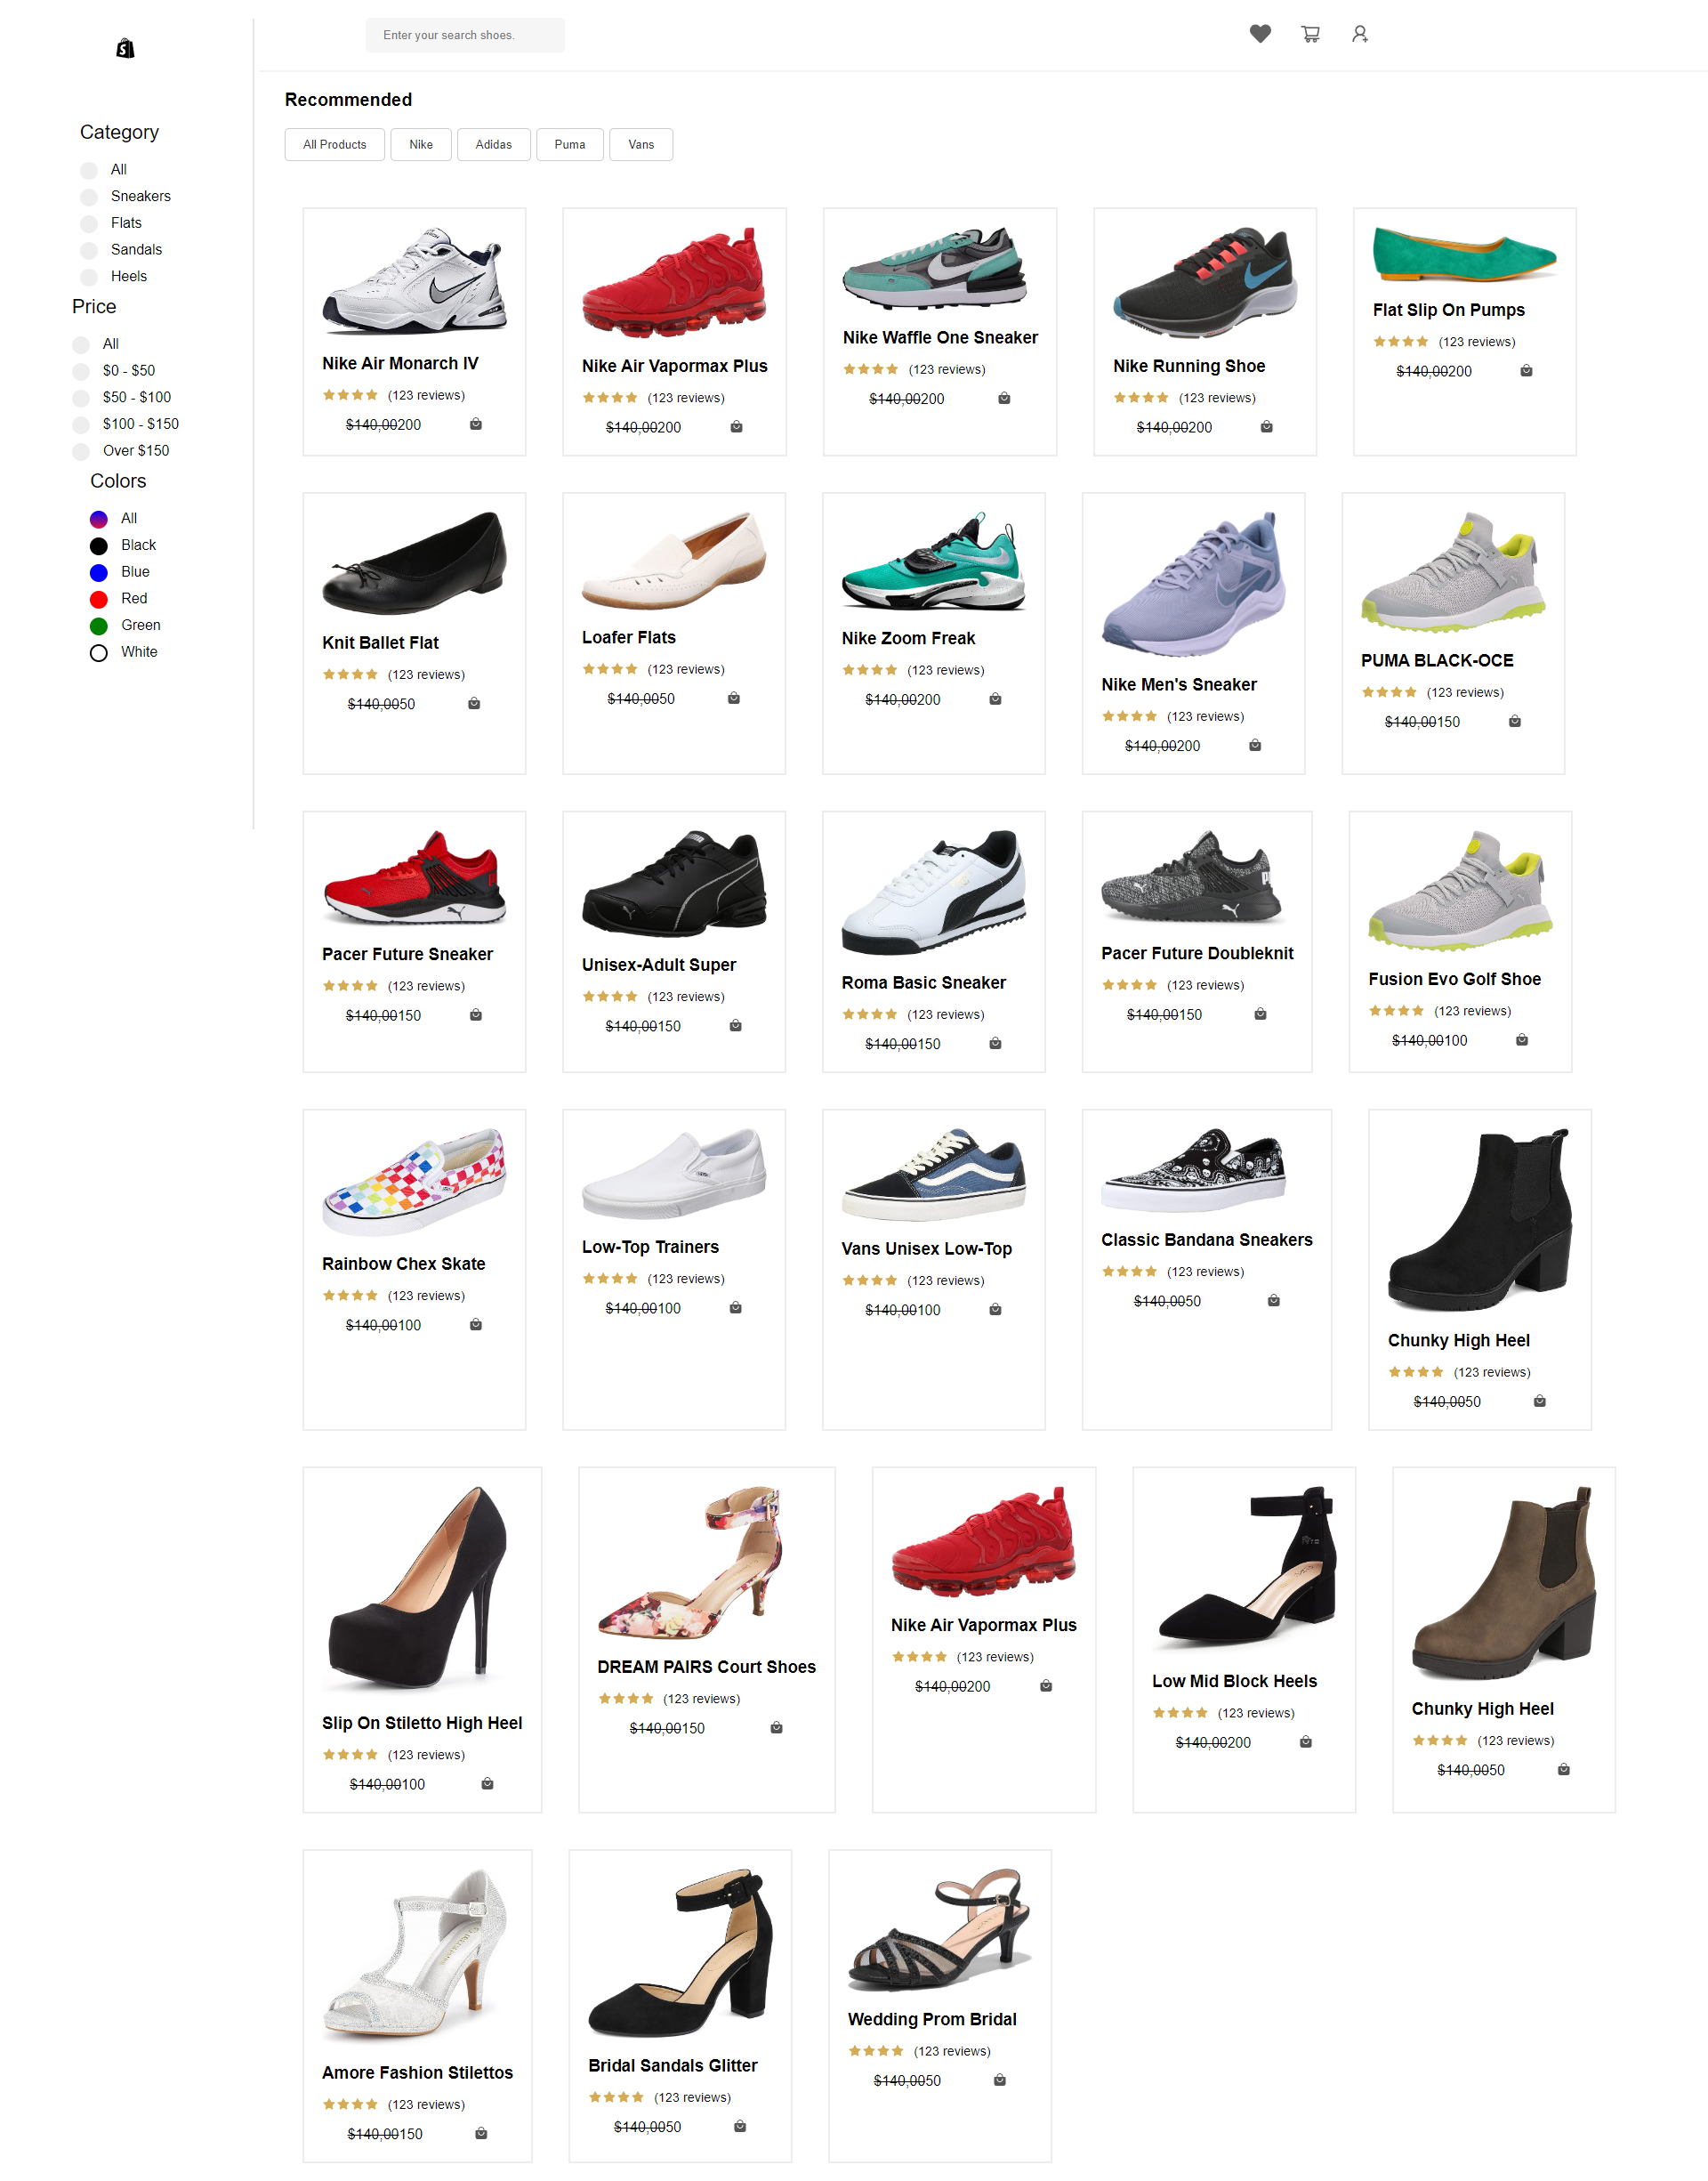 Enter your search shoes.
Category
All
Sneakers
Flats
Sandals
Heels
Price
All
$0 - $50
$50 - $100
$100 - $150
Over $150
Colors
All
Black
Blue
Red
Green
White
Recommended
All Products Nike Adidas Puma Vans
Nike Air Monarch IV
(123 reviews)
$140,00200
Nike Air Vapormax Plus
(123 reviews)
$140,00200
Nike Waffle One Sneaker
(123 reviews)
$140,00200
Nike Running Shoe
(123 reviews)
$140,00200
Flat Slip On Pumps
(123 reviews)
$140,00200
Knit Ballet Flat
(123 reviews)
$140,0050
Loafer Flats
(123 reviews)
$140,0050
Nike Zoom Freak
(123 reviews)
$140,00200
Nike Men's Sneaker
(123 reviews)
$140,00200
PUMA BLACK-OCE
(123 reviews)
$140,00150
Pacer Future Sneaker
(123 reviews)
$140,00150
Unisex-Adult Super
(123 reviews)
$140,00150
Roma Basic Sneaker
(123 reviews)
$140,00150
Pacer Future Doubleknit
(123 reviews)
$140,00150
Fusion Evo Golf Shoe
(123 reviews)
$140,00100
Rainbow Chex Skate
(123 reviews)
$140,00100
Low-Top Trainers
(123 reviews)
$140,00100
Vans Unisex Low-Top
(123 reviews)
$140,00100
Classic Bandana Sneakers
(123 reviews)
$140,0050
Chunky High Heel
(123 reviews)
$140,0050
Slip On Stiletto High Heel
(123 reviews)
$140,00100
DREAM PAIRS Court Shoes
(123 reviews)
$140,00150
Nike Air Vapormax Plus
(123 reviews)
$140,00200
Low Mid Block Heels
(123 reviews)
$140,00200
Chunky High Heel
(123 reviews)
$140,0050
Amore Fashion Stilettos
(123 reviews)
$140,00150
Bridal Sandals Glitter
(123 reviews)
$140,0050
Wedding Prom Bridal
(123 reviews)
$140,0050